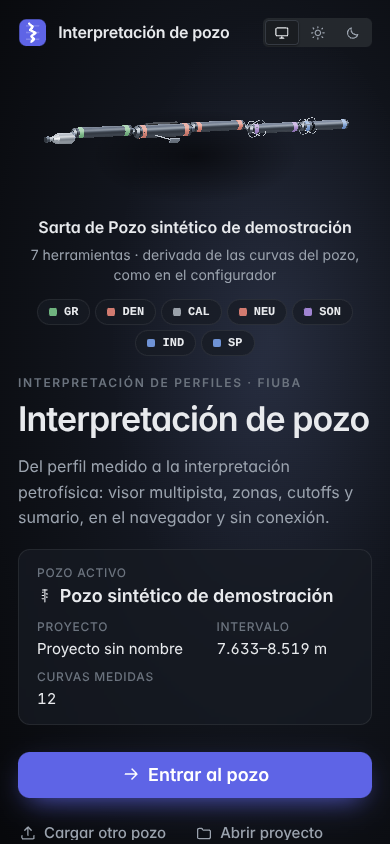 Interpretación de pozo
Sarta de Pozo sintético de demostración
7 herramientas · derivada de las curvas del pozo,
como en el configurador
GR DEN CAL NEU SON
IND SP
INTERPRETACIÓN DE PERFILES · FIUBA
Interpretación de pozo
Del perfil medido a la interpretación
petrofísica: visor multipista, zonas, cutoffs y
sumario, en el navegador y sin conexión.
POZO ACTIVO
Pozo sintético de demostración
PROYECTO INTERVALO
Proyecto sin nombre 7.633–8.519 m
CURVAS MEDIDAS
12
Entrar al pozo
Cargar otro pozo Abrir proyecto